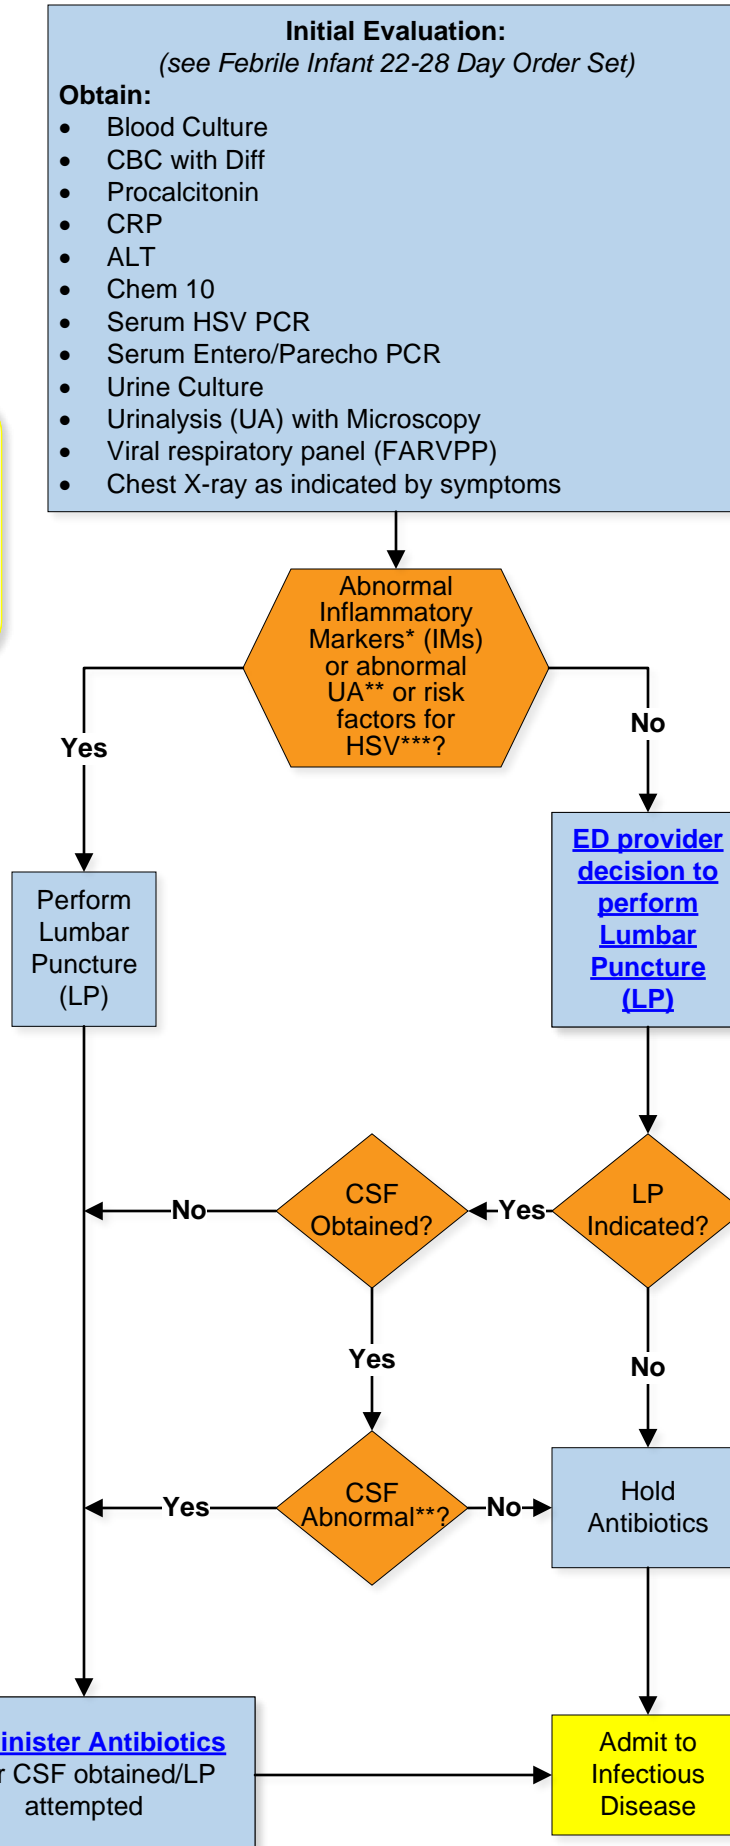 Initial Evaluation:
(see Febrile Infant 22-28 Day Order Set)
Obtain:
• Blood Culture
• CBC with Diff
• Procalcitonin
• CRP
• ALT
• Chem 10
• Serum HSV PCR
• Serum Entero/Parecho PCR
• Urine Culture
• Urinalysis (UA) with Microscopy
• Viral respiratory panel (FARVPP)
• Chest X-ray as indicated by symptoms
Abnormal
Inflammatory
Markers* (IMs)
or abnormal
UA** or risk
factors for
HSV***?
Yes
No
Perform
Lumbar
Puncture
(LP)
ED provider
decision to
perform
Lumbar
Puncture
(LP)
LP
Indicated?
Yes
CSF
Obtained?
No
Yes
No
CSF
Abnormal**?
Yes
No
Hold
Antibiotics
Antibiotics
CSF obtained/LP
attempted
Admit to
Infectious
Disease